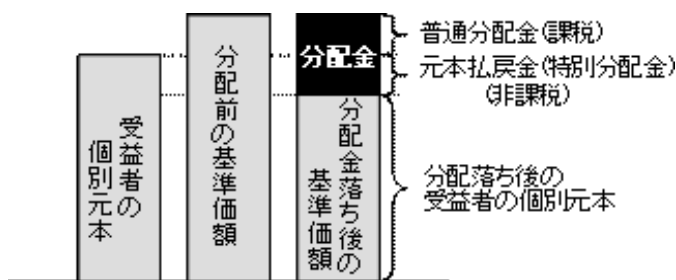 受益者の
個別元本
分配前の基準価額
分配金
分配金落ち後の
基準価額
普通分配金(課税)
元本払戻金(特別分配金)
(非課税)
分配落ち後の
受益者の個別元本